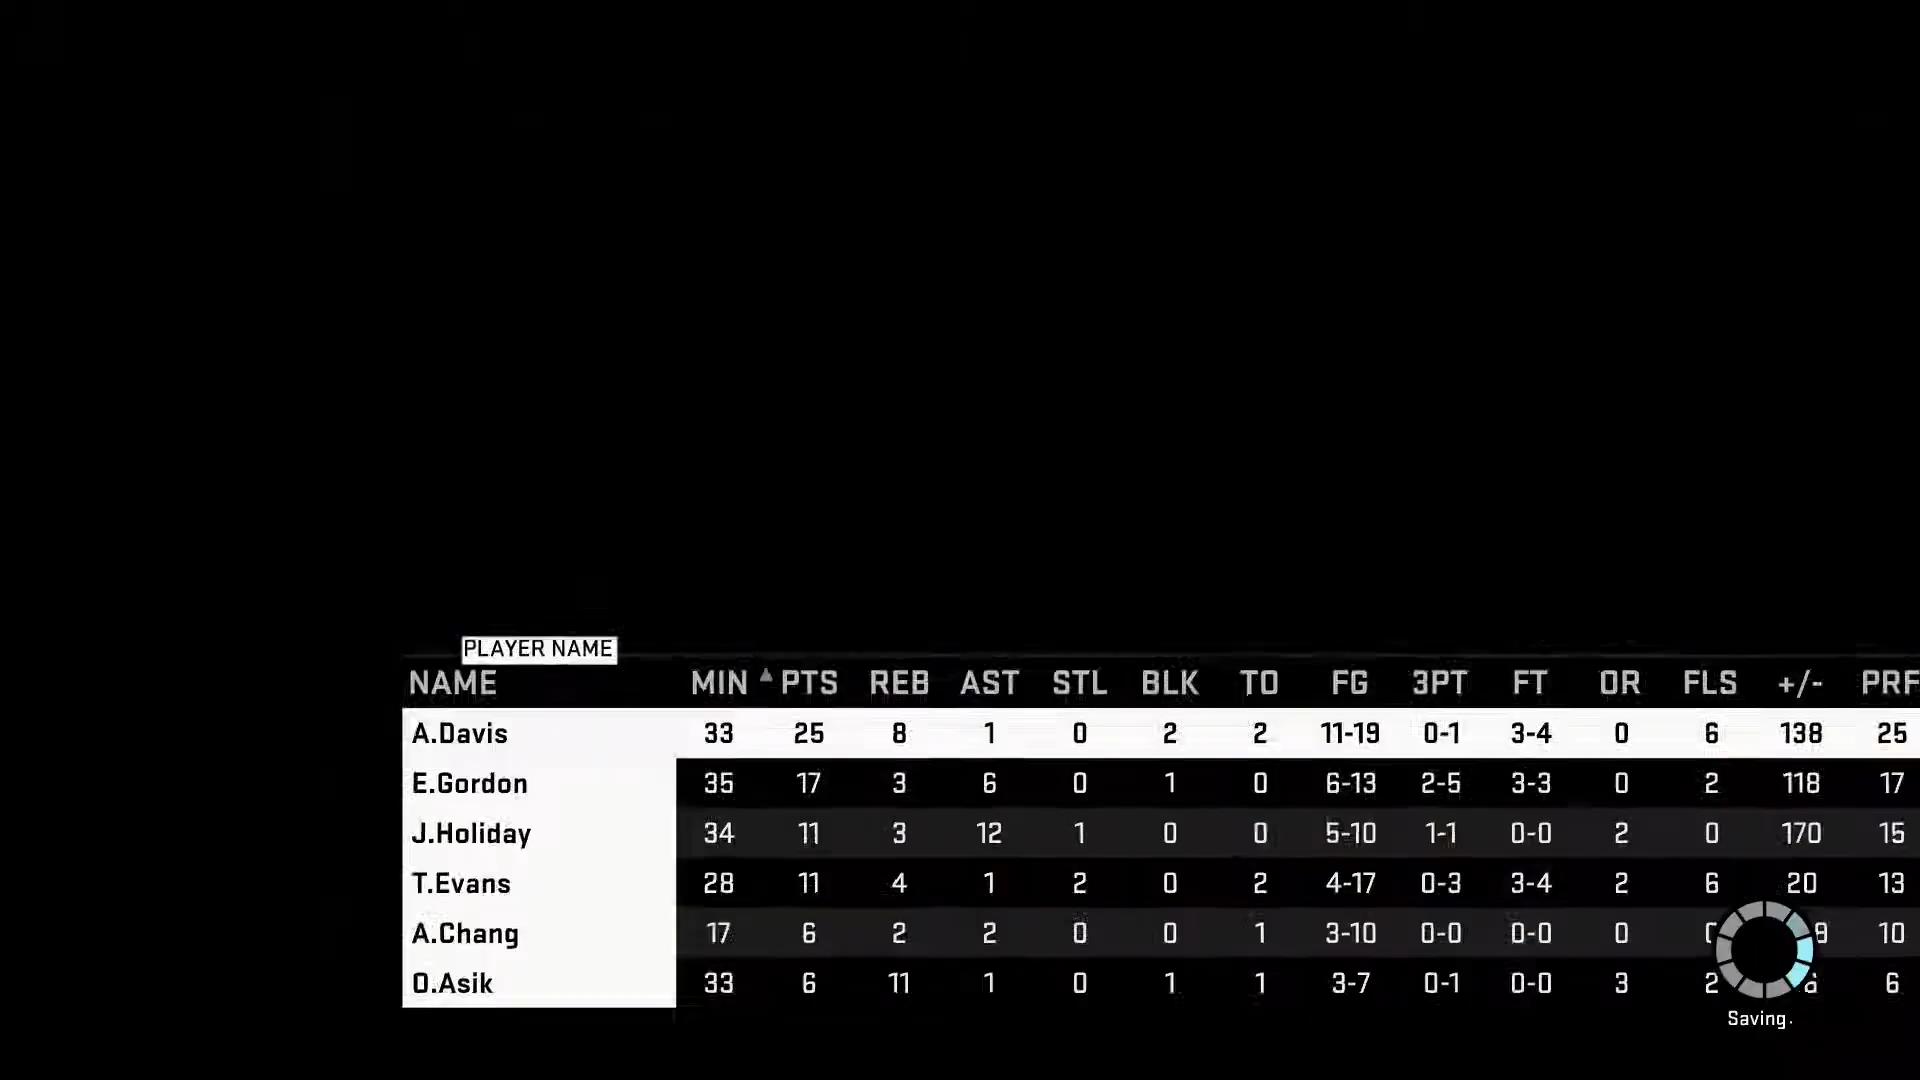 PLAYER NAME
NAME MIN PTS REB AST STL BLK TO FG 3PT FT OR FLS +/- PRF
A.Davis 33 25 8 1 0 2 2 11-19 0-1 3-4 0 6 138 25
E.Gordon 35 17 3 6 0 1 0 6-13 2-5 3-3 0 2 118 17
J.Holiday 34 11 3 12 1 0 0 5-10 1-1 0-0 2 0 170 15
T.Evans 28 11 4 1 2 0 2 4-17 0-3 3-4 2 6 20 13
A.Chang 17 6 2 2 0 0 1 3-10 0-0 0-0 0 10
O.Asik 33 6 11 1 0 1 1 3-7 0-1 0-0 3 2 6
Saving.